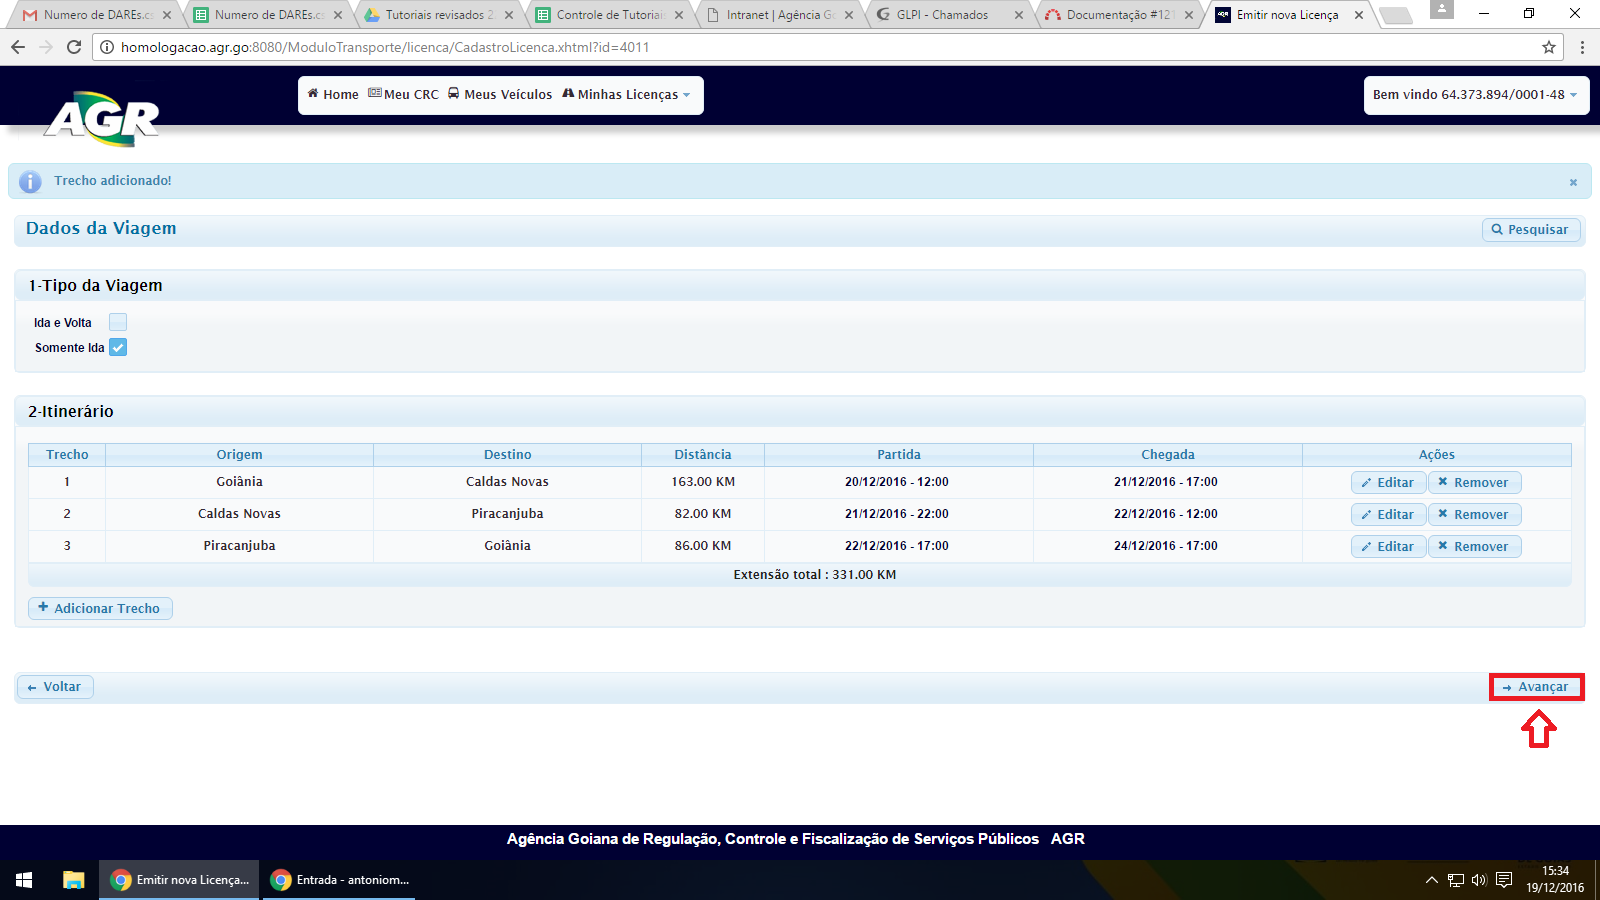 Numero de DAREs.cs
Numero de DAREs.cs
Tutoriais revisados 2
Controle de Tutoriai
Intranet | Agência Go
GLPI - Chamados
Documentação #121
Emitir nova Licença
homologacao.agr.go:8080/ModuloTransporte/licenca/CadastroLicenca.xhtml?id=4011
AGR
Home Meu CRC Meus Veículos Minhas Licenças
Bem vindo 64.373.894/0001-48
Trecho adicionado!
Dados da Viagem
Pesquisar
1-Tipo da Viagem
Ida e Volta
Somente Ida
2-Itinerário
Trecho Origem Destino Distância Partida Chegada Ações
1 Goiânia Caldas Novas 163.00 KM 20/12/2016 - 12:00 21/12/2016 - 17:00 Editar Remover
2 Caldas Novas Piracanjuba 82.00 KM 21/12/2016 - 22:00 22/12/2016 - 12:00 Editar Remover
3 Piracanjuba Goiânia 86.00 KM 22/12/2016 - 17:00 24/12/2016 - 17:00 Editar Remover
Extensão total : 331.00 KM
Adicionar Trecho
Voltar
Avançar
Agência Goiana de Regulação, Controle e Fiscalização de Serviços Públicos AGR
Emitir nova Licença...
Entrada - antoniom...
15:34
19/12/2016